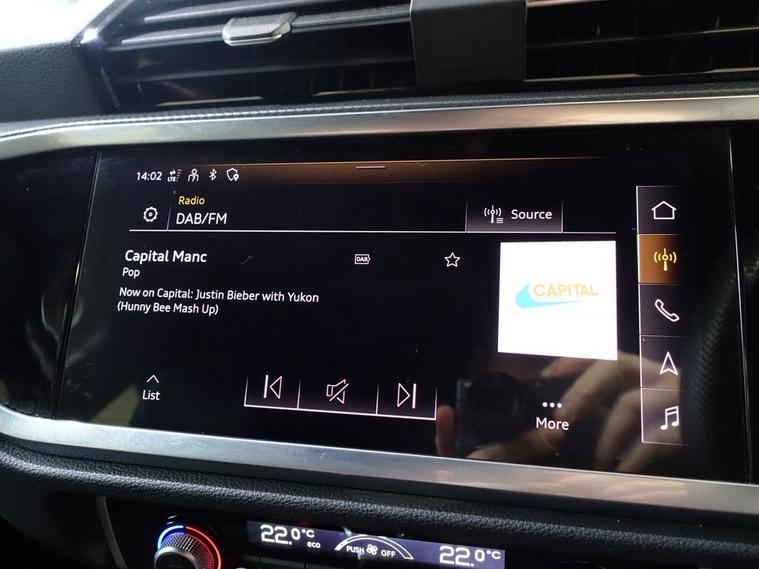 14:02 LTE
Radio
DAB/FM
Source
Capital Manc
DAB
Pop
Now on Capital: Justin Bieber with Yukon
(Hunny Bee Mash Up)
CAPITAL
List
More
22.0°C
eco
PUSH OFF
22.0°C